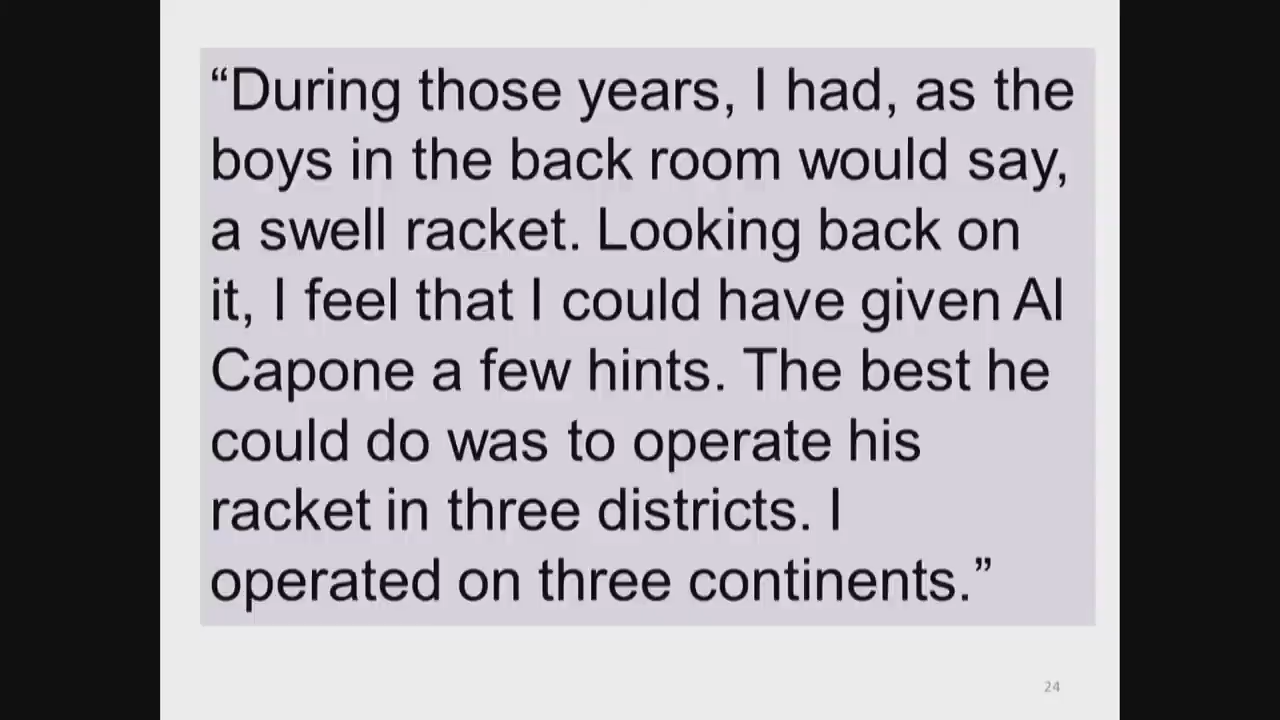 “During those years, I had, as the
boys in the back room would say,
a swell racket. Looking back on
it, I feel that I could have given Al
Capone a few hints. The best he
could do was to operate his
racket in three districts. I
operated on three continents.”
24